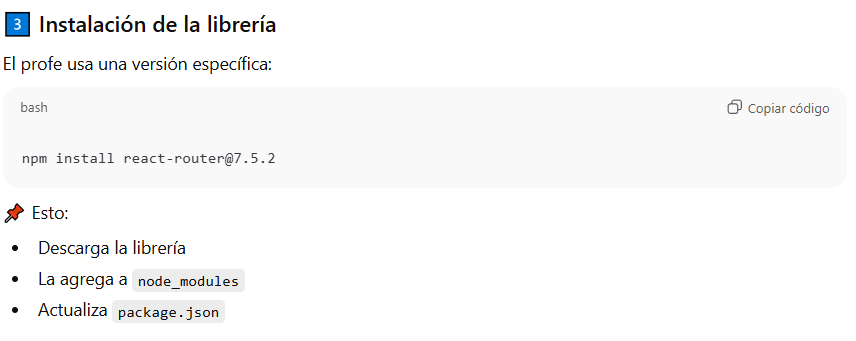 3 Instalación de la librería
El profe usa una versión específica:
bash
Copiar código
npm install react-router@7.5.2
📌 Esto:
• Descarga la librería
• La agrega a node_modules
• Actualiza package.json